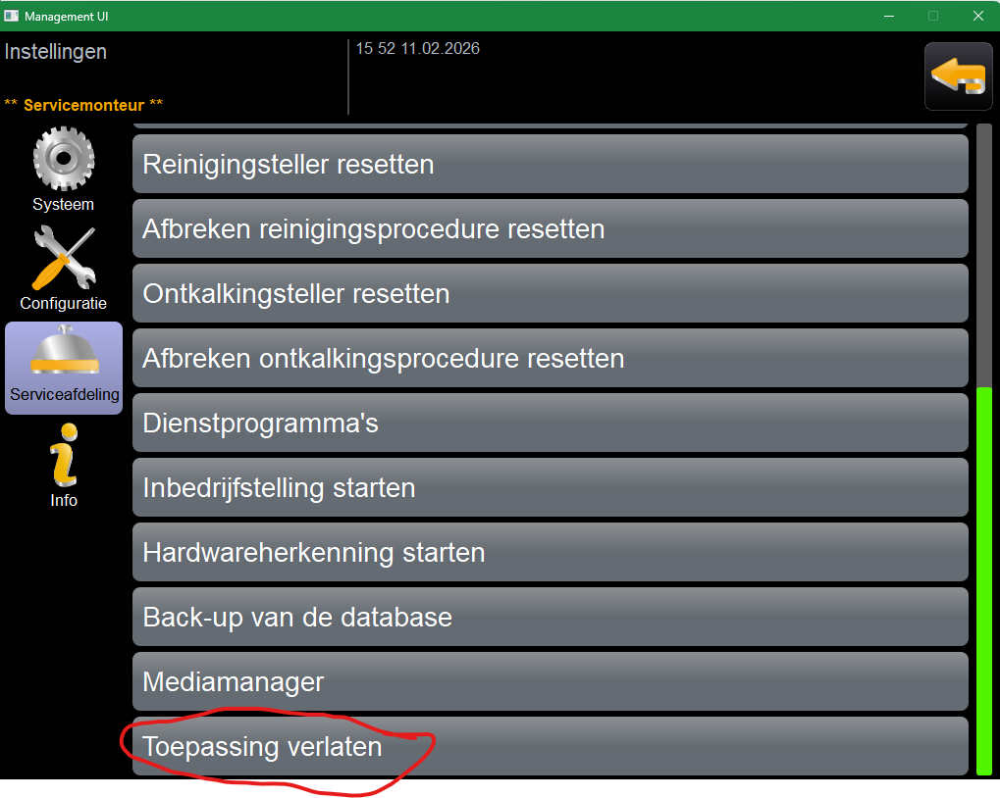 Management UI
Instellingen
15 52 11.02.2026
** Servicemonteur **
Systeem
Configuratie
Serviceafdeling
Info
Reinigingsteller resetten
Afbreken reinigingsprocedure resetten
Ontkalkingsteller resetten
Afbreken ontkalkingsprocedure resetten
Dienstprogramma's
Inbedrijfstelling starten
Hardwareherkenning starten
Back-up van de database
Mediamanager
Toepassing verlaten